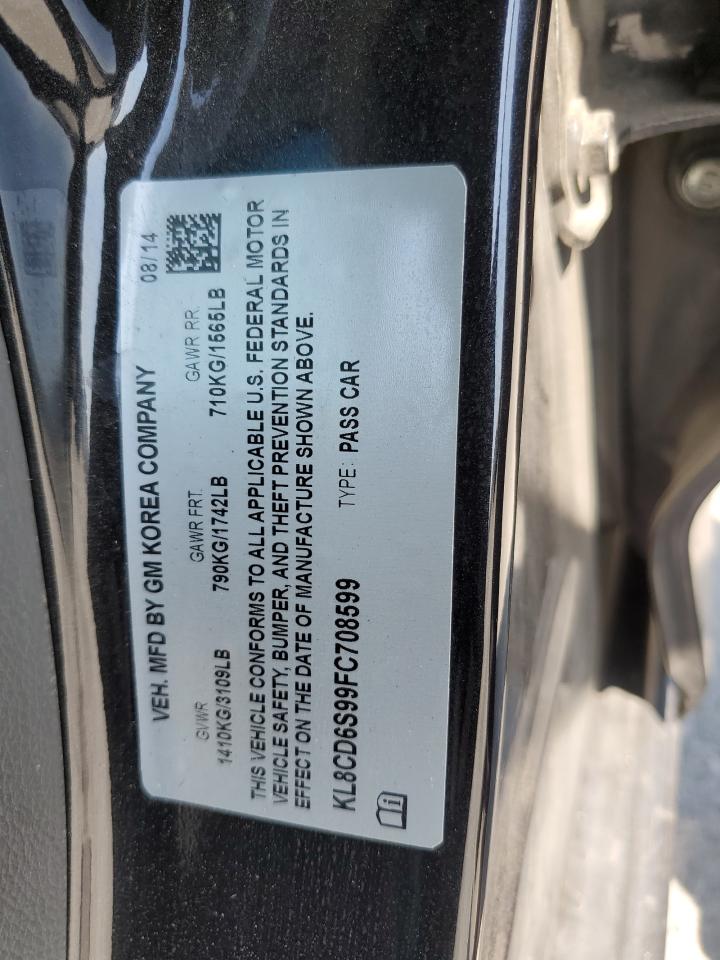 VEH. MFD BY GM KOREA COMPANY 08/14
GVWR GAWR FRT. GAWR RR.
1410KG/3109LB 790KG/1742LB 710KG/1565LB
THIS VEHICLE CONFORMS TO ALL APPLICABLE U.S. FEDERAL MOTOR
VEHICLE SAFETY, BUMPER, AND THEFT PREVENTION STANDARDS IN
EFFECT ON THE DATE OF MANUFACTURE SHOWN ABOVE.
KL8CD6S99FC708599 TYPE: PASS CAR